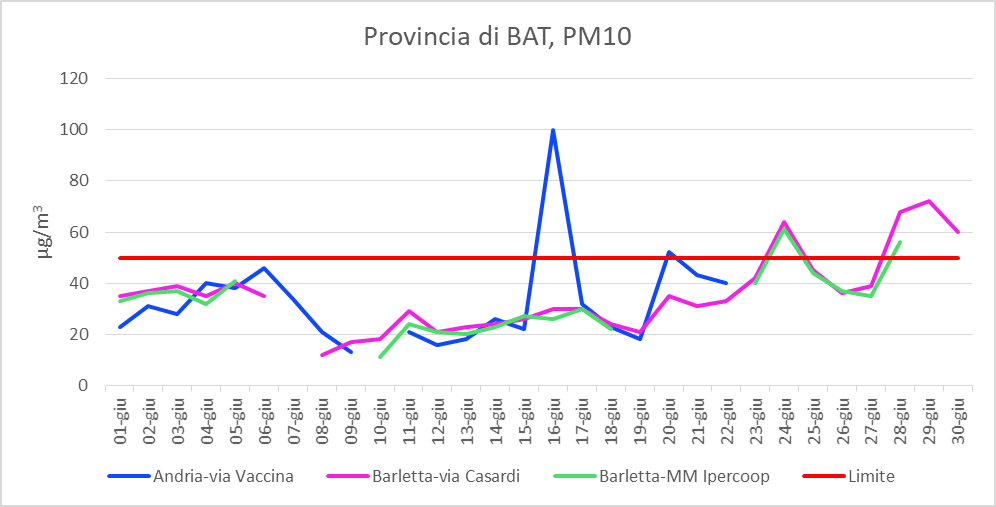 Provincia di BAT, PM10
120
100
80
60
40
20
0
µg/m³
01-giu
02-giu
03-giu
04-giu
05-giu
06-giu
07-giu
08-giu
09-giu
10-giu
11-giu
12-giu
13-giu
14-giu
15-giu
16-giu
17-giu
18-giu
19-giu
20-giu
21-giu
22-giu
23-giu
24-giu
25-giu
26-giu
27-giu
28-giu
29-giu
30-giu
Andria-via Vaccina
Barletta-via Casardi
Barletta-MM Ipercoop
Limite